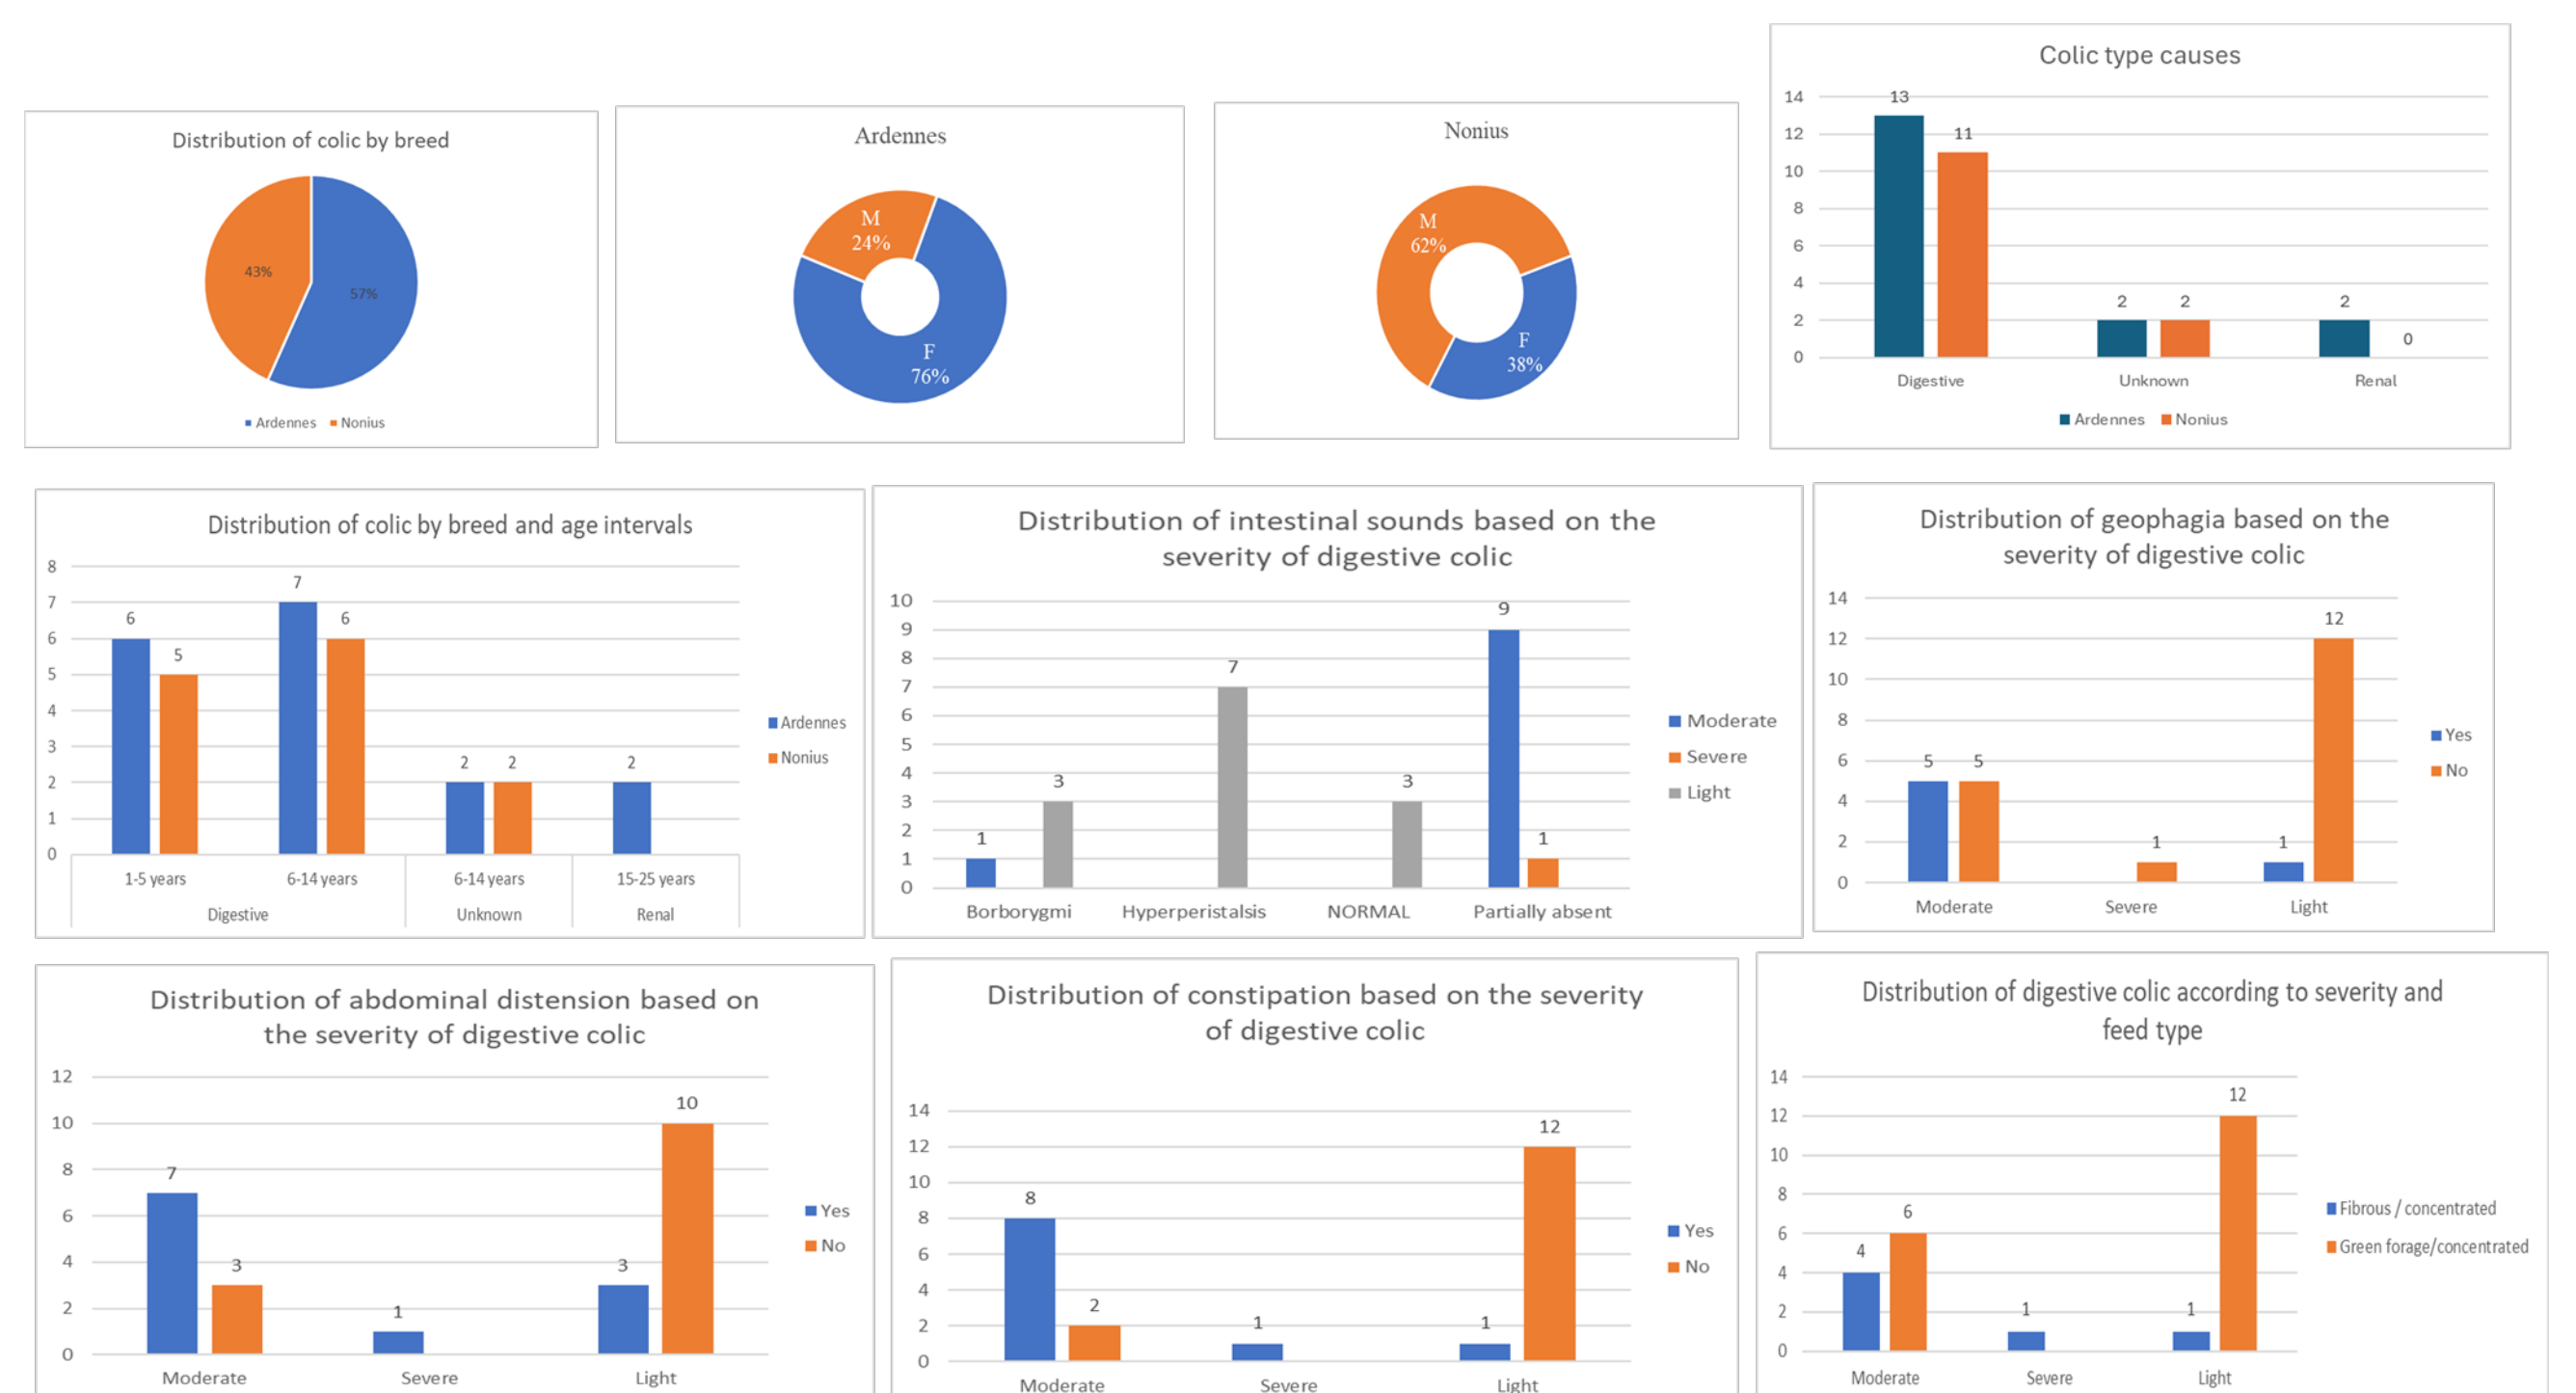 Distribution of colic by breed
43%
57%
Ardennes Nonius
Ardennes
M
24%
F
76%
Nonius
M
62%
F
38%
Colic type causes
14
12
10
8
6
4
2
0
13
11
2
2
2
0
Digestive Unknown Renal
Ardennes Nonius
Distribution of colic by breed and age intervals
8
7
6
5
4
3
2
1
0
6
5
7
6
2
2
2
1-5 years 6-14 years 6-14 years 15-25 years
Digestive Unknown Renal
Ardennes
Nonius
Distribution of intestinal sounds based on the
severity of digestive colic
10
9
8
7
6
5
4
3
2
1
0
1
3
7
3
9
1
Borborygmi Hyperperistalsis NORMAL Partially absent
Moderate
Severe
Light
Distribution of geophagia based on the
severity of digestive colic
14
12
10
8
6
4
2
0
5
5
1
1
12
Moderate Severe Light
Yes
No
Distribution of abdominal distension based on
the severity of digestive colic
12
10
8
6
4
2
0
7
3
1
3
10
Moderate Severe Light
Yes
No
Distribution of constipation based on the severity
of digestive colic
14
12
10
8
6
4
2
0
8
2
1
1
12
Moderate Severe Light
Yes
No
Distribution of digestive colic according to severity and
feed type
14
12
10
8
6
4
2
0
4
6
1
1
12
Moderate Severe Light
Fibrous / concentrated
Green forage/concentrated